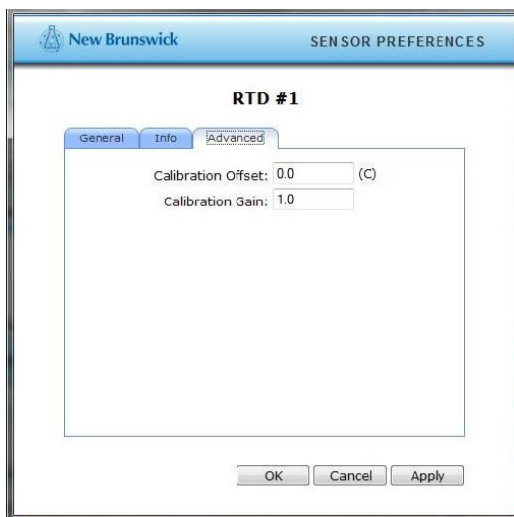 New Brunswick
SENSOR PREFERENCES
RTD #1
General Info Advanced
Calibration Offset: 0.0 (C)
Calibration Gain: 1.0
OK Cancel Apply